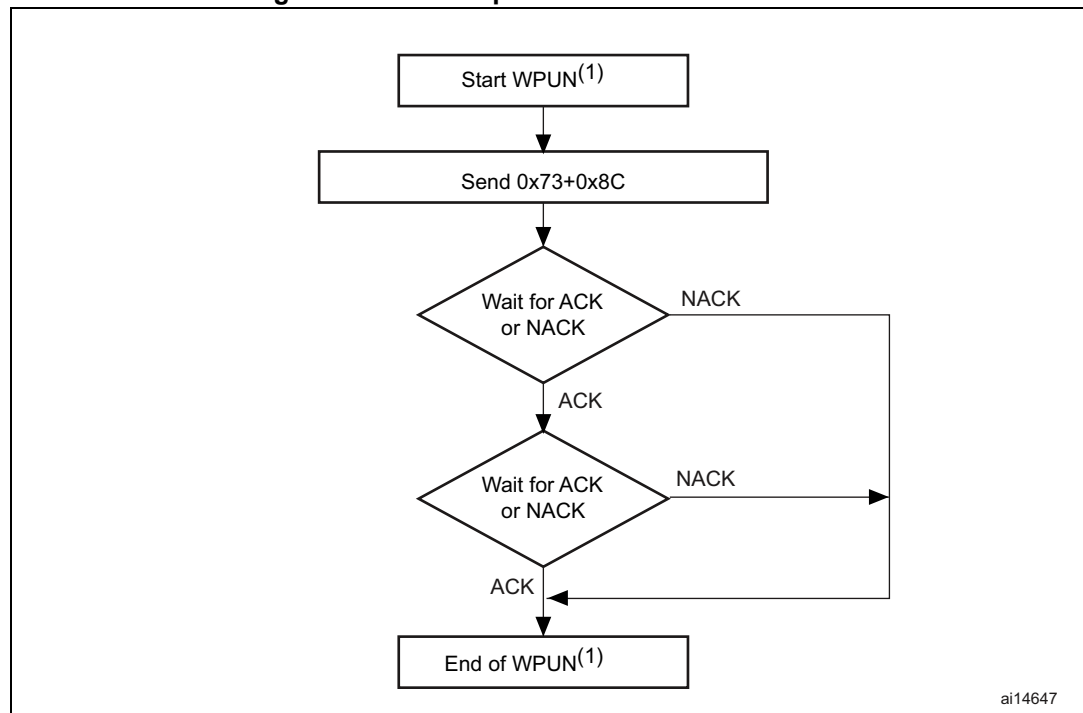 Start WPUN(1)
Send 0x73+0x8C
Wait for ACK
or NACK
NACK
ACK
Wait for ACK
or NACK
NACK
ACK
End of WPUN(1)
ai14647